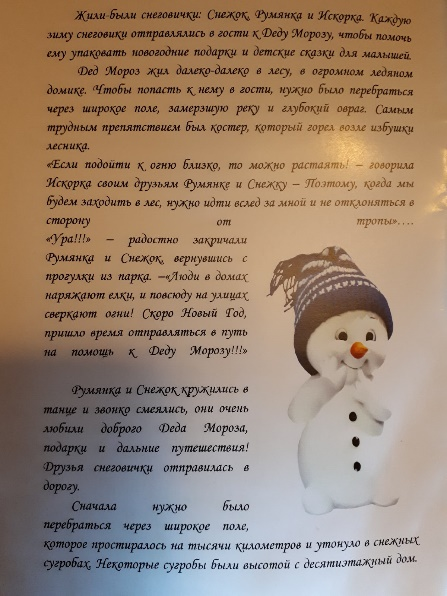 Жили-были снеговички: Снежок, Румянка и Искорка. Каждую
зиму снеговики отправлялись в гости к Деду Морозу, чтобы помочь
ему упаковать новогодние подарки и детские сказки для малышей.
Дед Мороз жил далеко-далеко в лесу, в огромном ледяном
домике. Чтобы попасть к нему в гости, нужно было перебраться
через широкое поле, замерзшую реку и глубокий овраг. Самым
трудным препятствием был костер, который горел возле избушки
лесника.
«Если подойти к огню близко, то можно растаять! – говорила
Искорка своим друзьям Румянке и Снежку – Поэтому, когда мы
будем заходить в лес, нужно идти вслед за мной и не отклоняться в
сторону от тропы»….
«Ура!!!» – радостно закричали
Румянка и Снежок, вернувшись с
прогулки из парка. –«Люди в домах
наряжают елки, и повсюду на улицах
сверкают огни! Скоро Новый Год,
пришло время отправляться в путь
на помощь к Деду Морозу!!!»
Румянка и Снежок кружились в
танце и звонко смеялись, они очень
любили доброго Деда Мороза,
подарки и дальние путешествия!
Друзья снеговички отправилась в
дорогу.
Сначала нужно было
перебраться через широкое поле,
которое простиралось на тысячи километров и утонуло в снежных
сугробах. Некоторые сугробы были высотой с десятиэтажный дом.